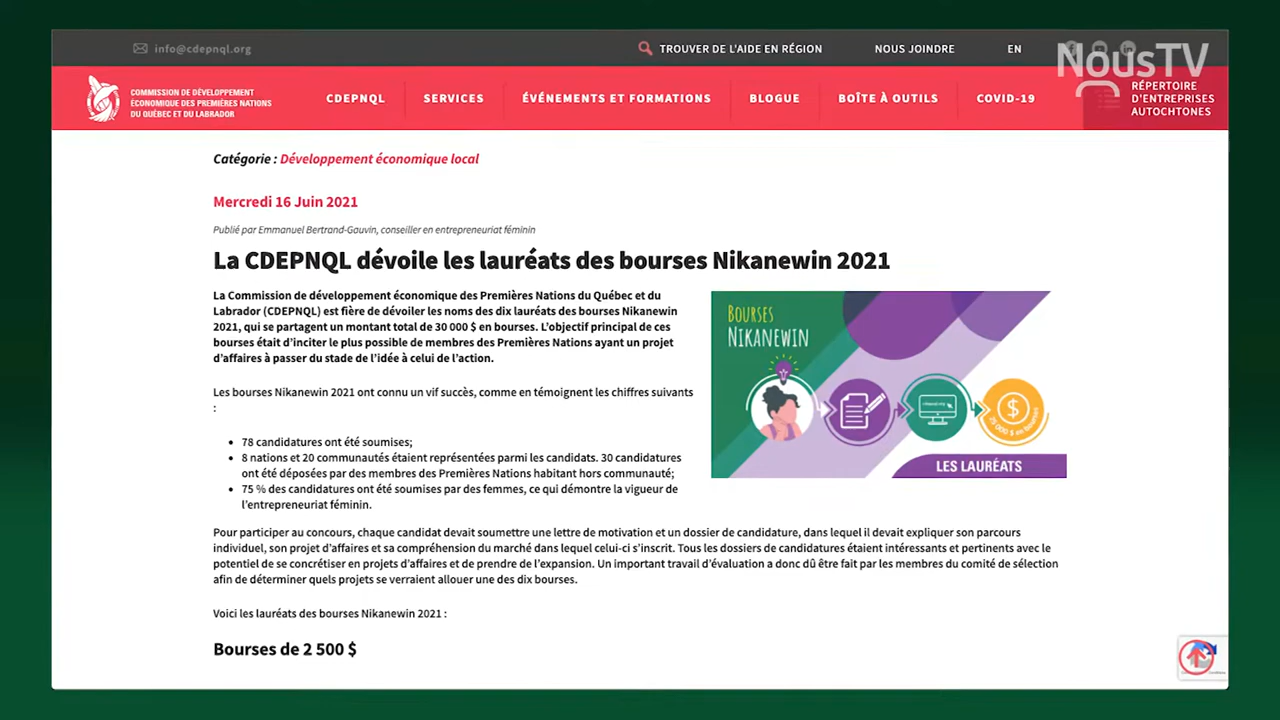 info@cdepnql.org
TROUVER DE L'AIDE EN RÉGION
NOUS JOINDRE
EN
NousTV
COMMISSION DE DÉVELOPPEMENT
ÉCONOMIQUE DES PREMIÈRES NATIONS
DU QUÉBEC ET DU LABRADOR
CDEPNQL
SERVICES
ÉVÉNEMENTS ET FORMATIONS
BLOGUE
BOÎTE À OUTILS
COVID-19
RÉPERTOIRE
D'ENTREPRISES
AUTOCHTONES
Catégorie : Développement économique local
Mercredi 16 Juin 2021
Publié par Emmanuel Bertrand-Gauvin, conseiller en entrepreneuriat féminin
La CDEPNQL dévoile les lauréats des bourses Nikanewin 2021
La Commission de développement économique des Premières Nations du Québec et du
Labrador (CDEPNQL) est fière de dévoiler les noms des dix lauréats des bourses Nikanewin
2021, qui se partagent un montant total de 30 000 $ en bourses. L'objectif principal de ces
bourses était d'inciter le plus possible de membres des Premières Nations ayant un projet
d'affaires à passer du stade de l'idée à celui de l'action.
BOURSES
NIKANEWIN
LES LAURÉATS
Les bourses Nikanewin 2021 ont connu un vif succès, comme en témoignent les chiffres suivants
:
• 78 candidatures ont été soumises;
• 8 nations et 20 communautés étaient représentées parmi les candidats. 30 candidatures
ont été déposées par des membres des Premières Nations habitant hors communauté;
• 75 % des candidatures ont été soumises par des femmes, ce qui démontre la vigueur de
l'entrepreneuriat féminin.
Pour participer au concours, chaque candidat devait soumettre une lettre de motivation et un dossier de candidature, dans lequel il devait expliquer son parcours
individuel, son projet d'affaires et sa compréhension du marché dans lequel celui-ci s'inscrit. Tous les dossiers de candidatures étaient intéressants et pertinents avec le
potentiel de se concrétiser en projets d'affaires et de prendre de l'expansion. Un important travail d'évaluation a donc dû être fait par les membres du comité de sélection
afin de déterminer quels projets se verraient allouer une des dix bourses.
Voici les lauréats des bourses Nikanewin 2021 :
Bourses de 2 500 $